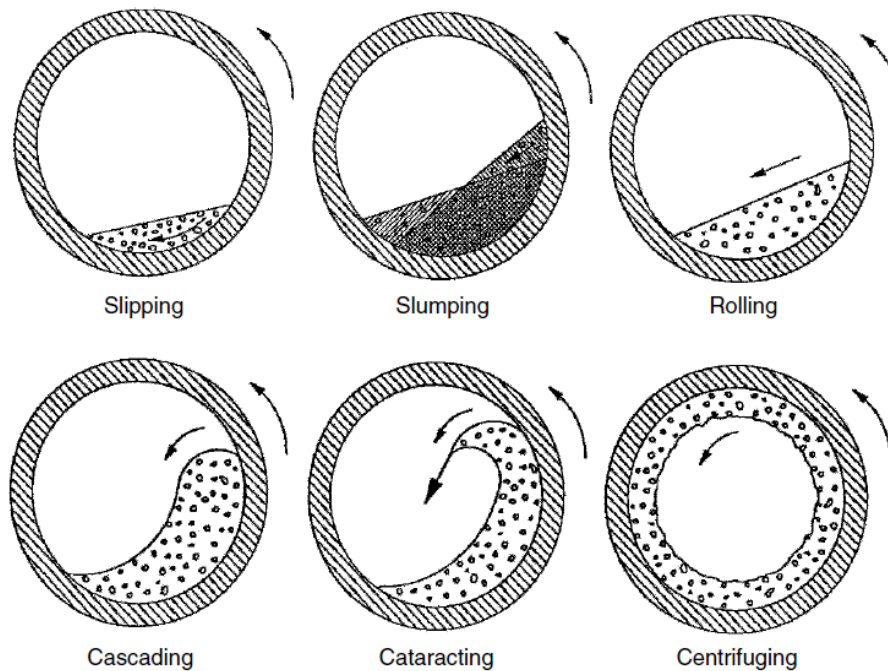 Slipping
Slumping
Rolling
Cascading
Cataracting
Centrifuging